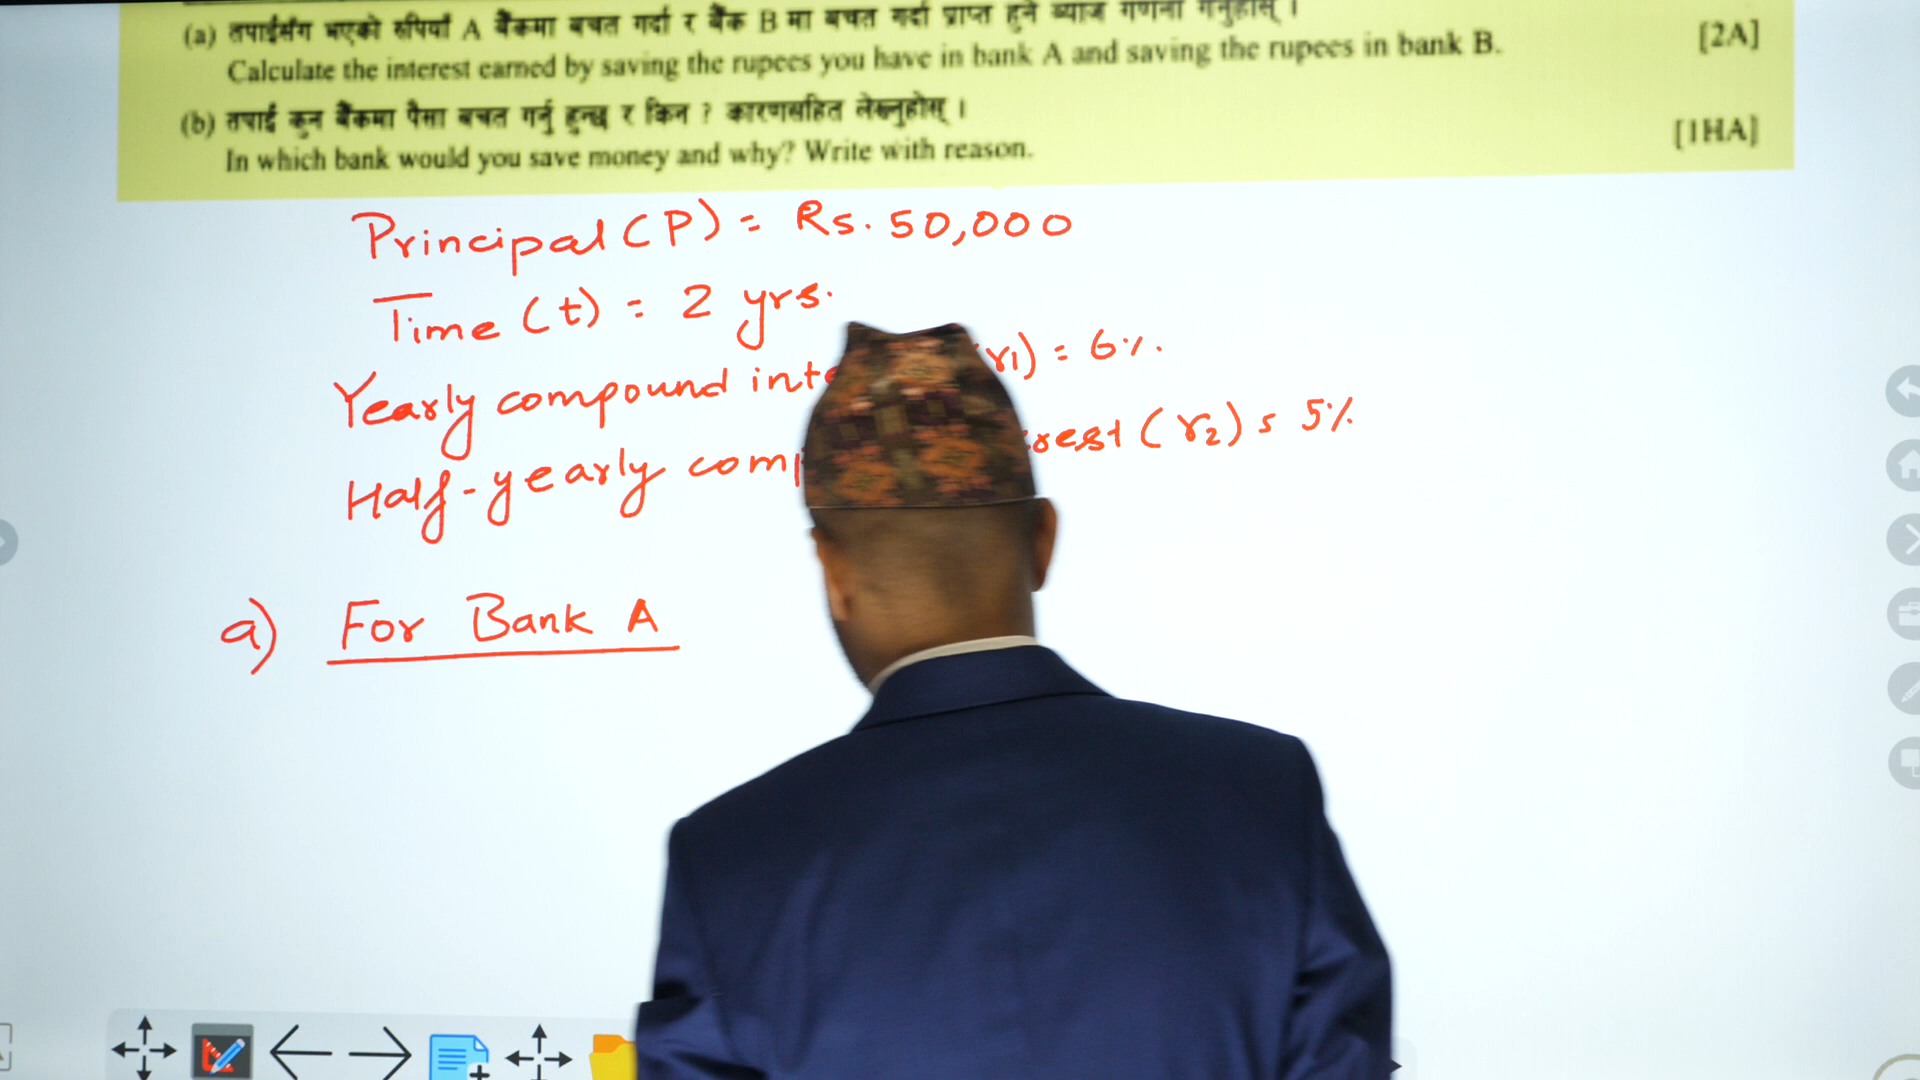 (a) तपाईसँग भएको रुपियाँ A बैंकमा बचत गर्दा र बैंक B मा बचत गर्दा प्राप्त हुने ब्याज गणना गर्नुहोस् । [2A]
Calculate the interest earned by saving the rupees you have in bank A and saving the rupees in bank B.
(b) तपाई कुन बैंकमा पैसा बचत गर्नु हुन्छ र किन ? कारणसहित लेख्नुहोस् । [1HA]
In which bank would you save money and why? Write with reason.
Principal (P) = Rs. 50,000
Time (t) = 2 yrs.
Yearly compound (r1) = 6%.
Half-yearly (r2) = 5%
a) For Bank A